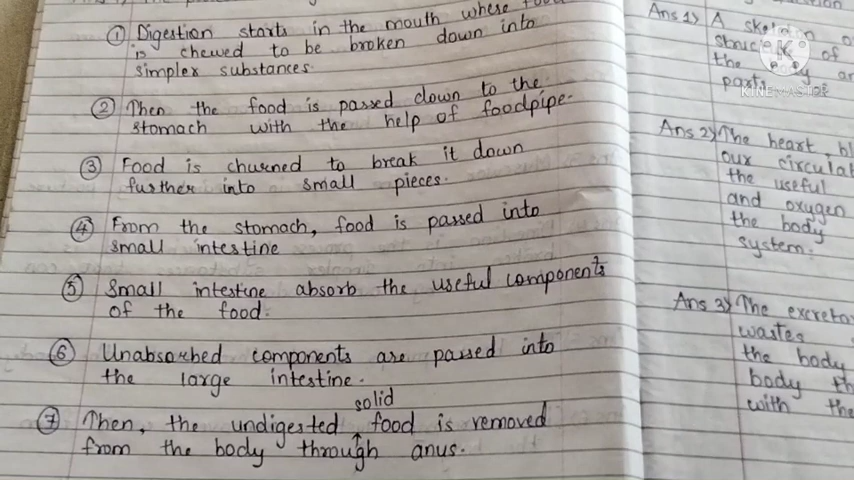 ① Digestion starts in the mouth where
is chewed to be broken down into
simpler substances.
② Then the food is passed down to the
stomach with the help of foodpipe.
③ Food is churned to break it down
further into small pieces.
④ From the stomach, food is passed into
small intestine
⑤ Small intestine absorb the useful components
of the food.
⑥ Unabsorbed components are passed into
the large intestine.
solid
⑦ Then, the undigested food is removed
from the body through anus.
Ans 1) A
of
the
parts
K
KINEMASTER
Ans 2) The heart,
our
the useful
and oxygen
the body
system.
Ans 3) The
wastes
the body
body
with the